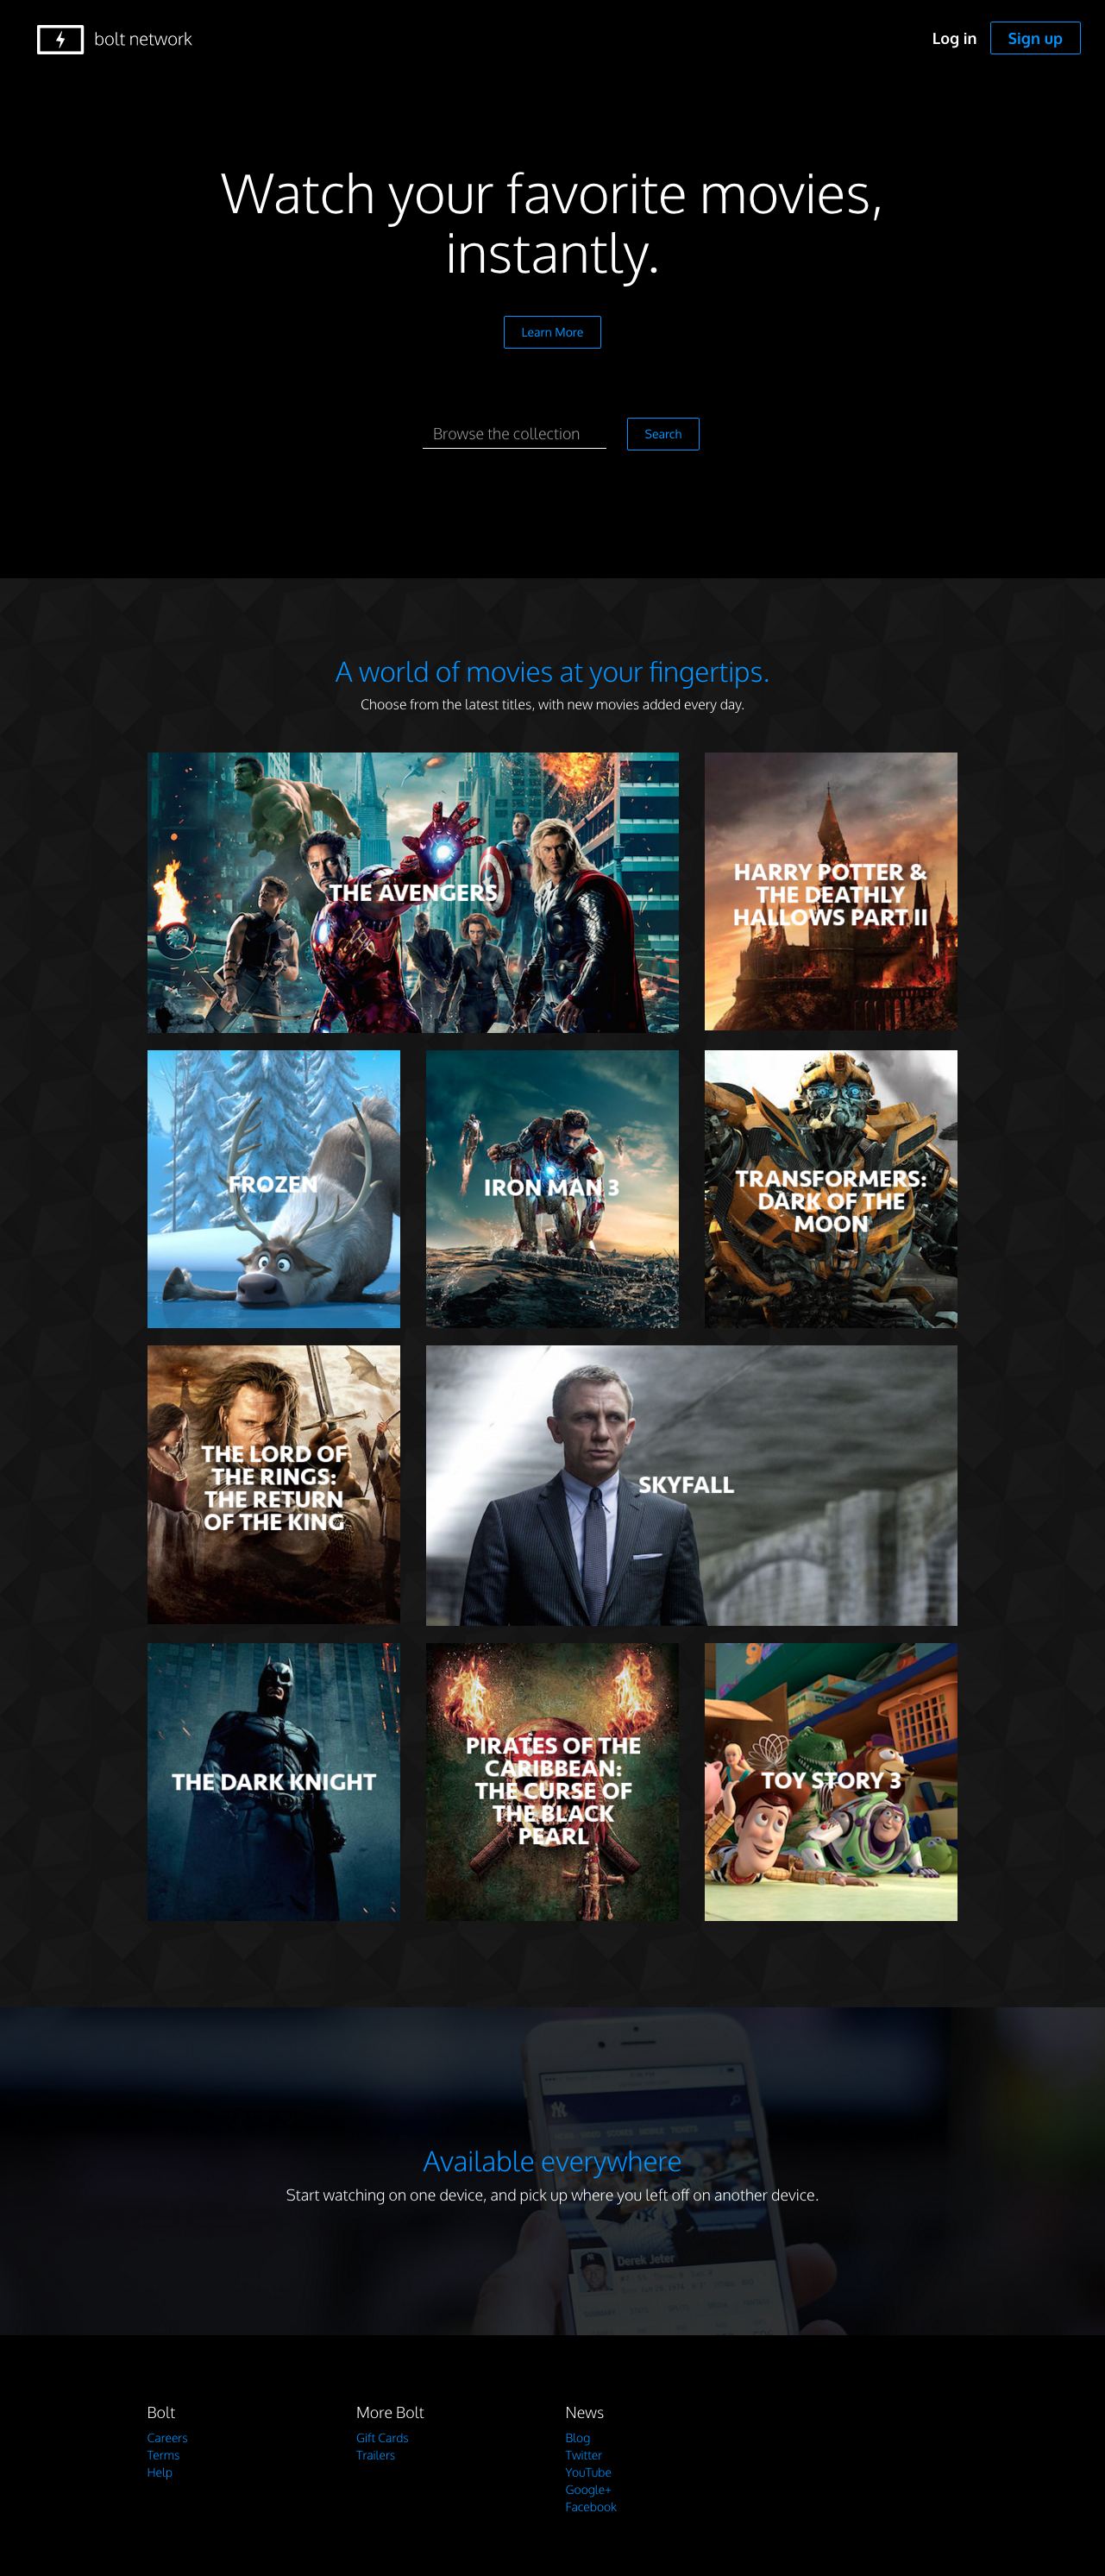 bolt network
Log in
Sign up
Watch your favorite movies,
instantly.
Learn More
Browse the collection
Search
A world of movies at your fingertips.
Choose from the latest titles, with new movies added every day.
THE AVENGERS
HARRY POTTER &
THE DEATHLY
HALLOWS PART II
FROZEN
IRON MAN 3
TRANSFORMERS:
DARK OF THE
MOON
THE LORD OF
THE RINGS:
THE RETURN
OF THE KING
SKYFALL
THE DARK KNIGHT
PIRATES OF THE
CARIBBEAN:
THE CURSE OF
THE BLACK
PEARL
TOY STORY 3
Available everywhere
Start watching on one device, and pick up where you left off on another device.
Derek Jeter
Bolt
Careers
Terms
Help
More Bolt
Gift Cards
Trailers
News
Blog
Twitter
YouTube
Google+
Facebook